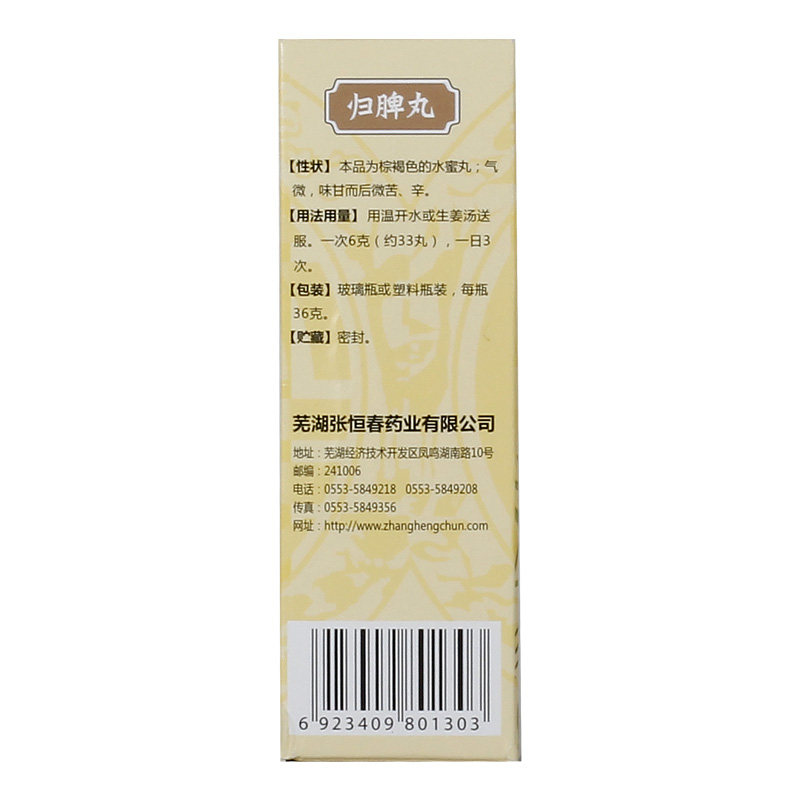 归脾丸
【性状】本品为棕褐色的水蜜丸；气
微，味甘而后微苦、辛。
【用法用量】用温开水或生姜汤送
服。一次6克（约33丸），一日3
次。
【包装】玻璃瓶或塑料瓶装，每瓶
36克。
【贮藏】密封。
芜湖张恒春药业有限公司
地址：芜湖经济技术开发区凤鸣湖南路10号
邮编：241006
电话：0553-5849218 0553-5849208
传真：0553-5849356
网址：http://www.zhanghengchun.com
6 923409 801303